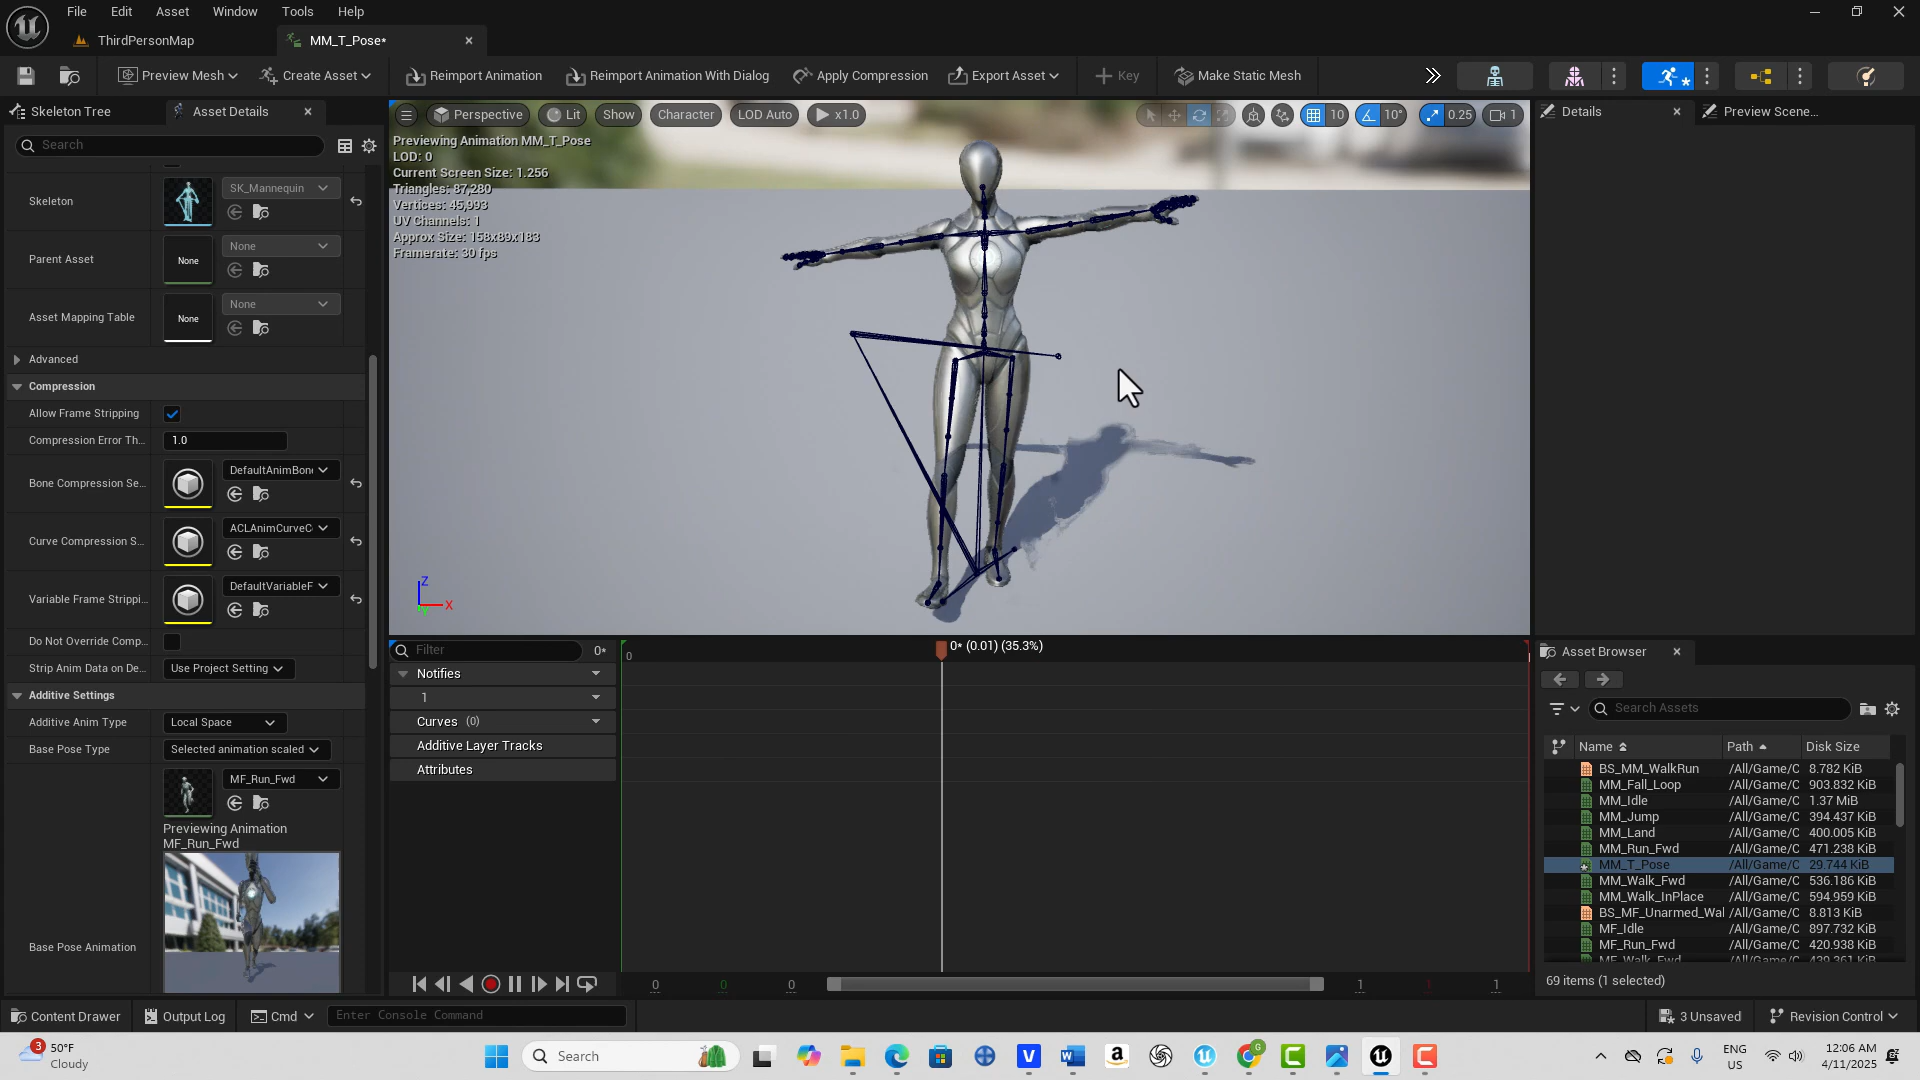 File Edit Asset Window Tools Help
ThirdPersonMap
MM_T_Pose*
Preview Mesh
Create Asset
Reimport Animation
Reimport Animation With Dialog
Apply Compression
Export Asset
Key
Make Static Mesh
Skeleton Tree
Asset Details
Search
Skeleton
SK_Mannequin
Parent Asset
None
None
Asset Mapping Table
None
None
Advanced
Compression
Allow Frame Stripping
Compression Error Th...
1.0
Bone Compression Se...
DefaultAnimBon
Curve Compression S...
ACLAnimCurveC
Variable Frame Strippi...
DefaultVariableF
Do Not Override Comp...
Strip Anim Data on De...
Use Project Setting
Additive Settings
Additive Anim Type
Local Space
Base Pose Type
Selected animation scaled
MF_Run_Fwd
Previewing Animation
MF_Run_Fwd
Base Pose Animation
Perspective
Lit
Show
Character
LOD Auto
x1.0
10
10°
0.25
1
Previewing Animation MM_T_Pose
LOD: 0
Current Screen Size: 1.256
Triangles: 87,280
Vertices: 45,993
UV Channels: 1
Approx Size: 158x89x183
Framerate: 30 fps
Z
X
Y
Filter
0*
0
0* (0.01) (35.3%)
Notifies
1
Curves (0)
Additive Layer Tracks
Attributes
0 0 0 1 1 1
Details
Preview Scene...
Asset Browser
Search Assets
Name Path Disk Size
BS_MM_WalkRun /All/Game/C 8.782 KiB
MM_Fall_Loop /All/Game/C 903.832 KiB
MM_Idle /All/Game/C 1.37 MiB
MM_Jump /All/Game/C 394.437 KiB
MM_Land /All/Game/C 400.005 KiB
MM_Run_Fwd /All/Game/C 471.238 KiB
MM_T_Pose /All/Game/C 29.744 KiB
MM_Walk_Fwd /All/Game/C 536.186 KiB
MM_Walk_InPlace /All/Game/C 594.959 KiB
BS_MF_Unarmed_Wal /All/Game/C 8.813 KiB
MF_Idle /All/Game/C 897.732 KiB
MF_Run_Fwd /All/Game/C 420.938 KiB
MF_Walk_Fwd /All/Game/C 439.361 KiB
69 items (1 selected)
Content Drawer
Output Log
Cmd
Enter Console Command
3 Unsaved
Revision Control
3
50°F
Cloudy
Search
G
ENG
US
12:06 AM
4/11/2025